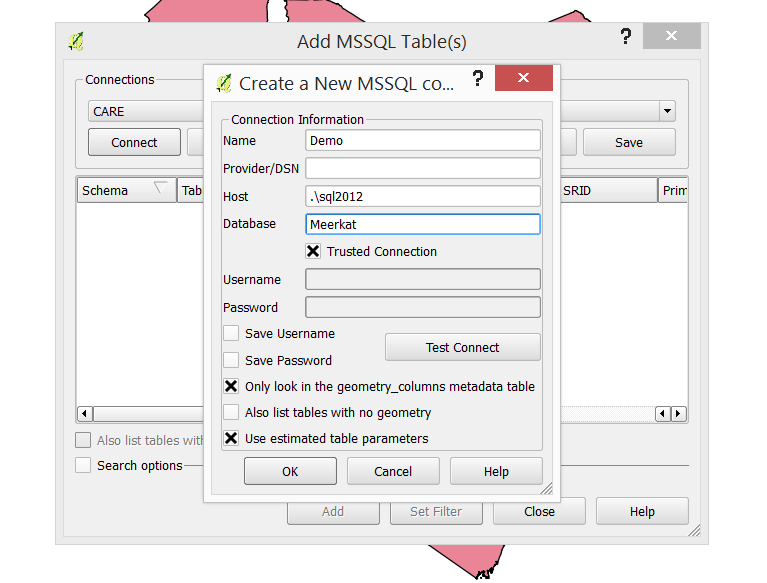 Add MSSQL Table(s)
?
Connections
CARE
Connect
Save
Schema
SRID
Create a New MSSQL co...
?
Connection Information
Name
Demo
Provider/DSN
Host
.\sql2012
Database
Meerkat
Trusted Connection
Username
Password
Save Username
Test Connect
Save Password
Only look in the geometry_columns metadata table
Also list tables with no geometry
Use estimated table parameters
OK Cancel Help
Also list tables
Search options
Add Set Filter Close Help